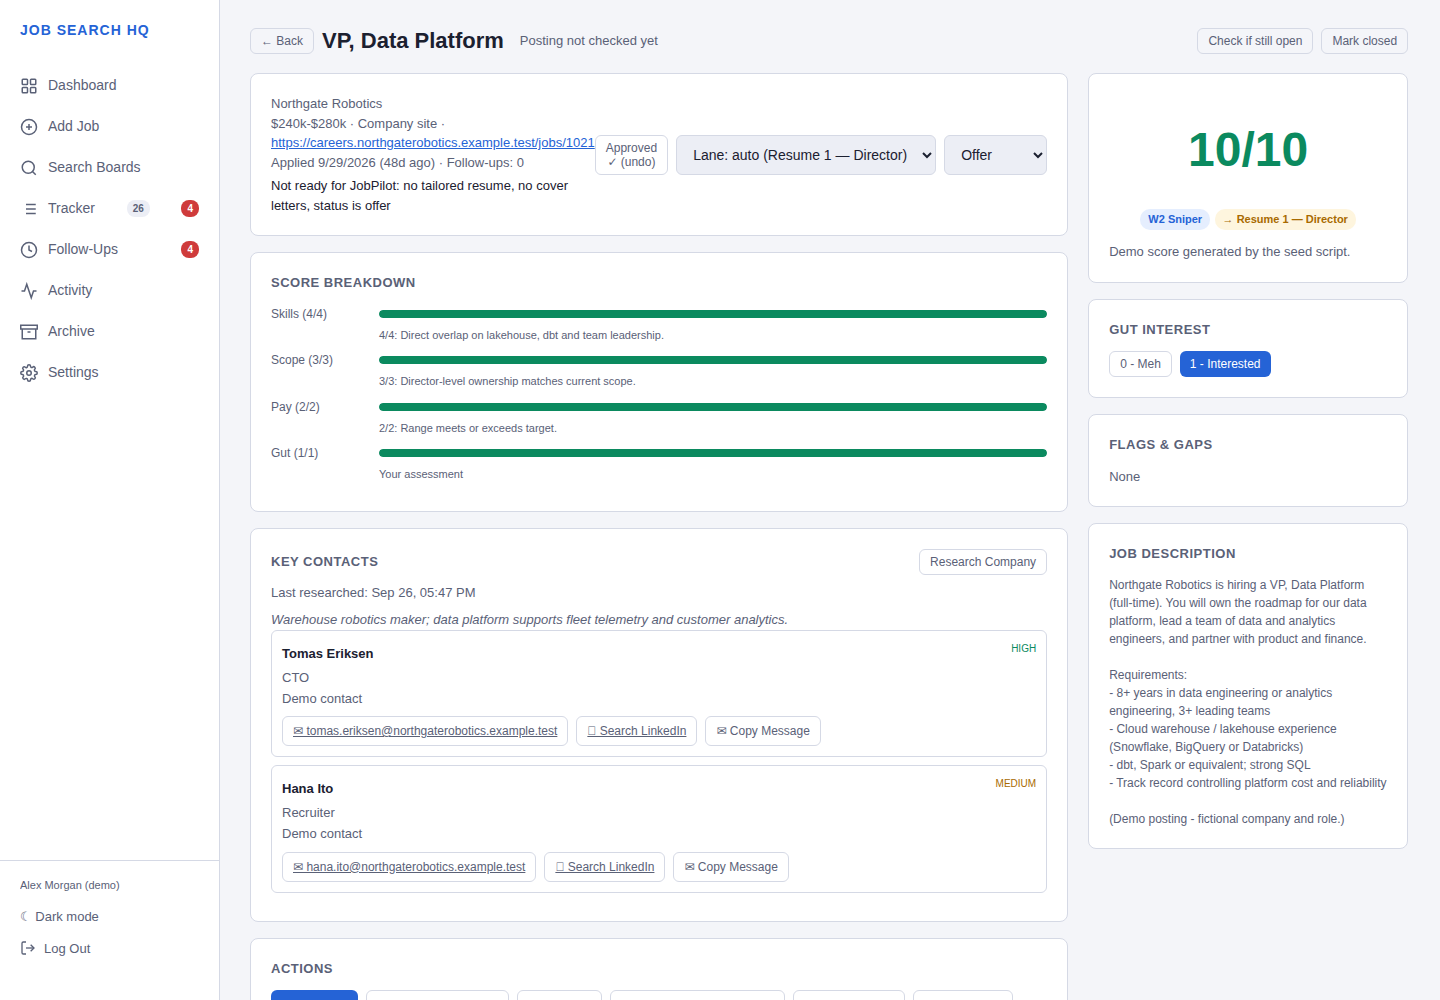 JOB SEARCH HQ
Dashboard
Add Job
Search Boards
Tracker 26 4
Follow-Ups 4
Activity
Archive
Settings
Alex Morgan (demo)
☾ Dark mode
Log Out
← Back VP, Data Platform Posting not checked yet Check if still open Mark closed
Northgate Robotics
$240k-$280k · Company site ·
https://careers.northgaterobotics.example.test/jobs/1021
Applied 9/29/2026 (48d ago) · Follow-ups: 0
Not ready for JobPilot: no tailored resume, no cover
letters, status is offer
Approved
✓ (undo)
Lane: auto (Resume 1 — Director)
Offer
SCORE BREAKDOWN
Skills (4/4)
4/4: Direct overlap on lakehouse, dbt and team leadership.
Scope (3/3)
3/3: Director-level ownership matches current scope.
Pay (2/2)
2/2: Range meets or exceeds target.
Gut (1/1)
Your assessment
KEY CONTACTS Research Company
Last researched: Sep 26, 05:47 PM
Warehouse robotics maker; data platform supports fleet telemetry and customer analytics.
Tomas Eriksen HIGH
CTO
Demo contact
✉ tomas.eriksen@northgaterobotics.example.test Search LinkedIn ✉ Copy Message
Hana Ito MEDIUM
Recruiter
Demo contact
✉ hana.ito@northgaterobotics.example.test Search LinkedIn ✉ Copy Message
ACTIONS
10/10
W2 Sniper → Resume 1 — Director
Demo score generated by the seed script.
GUT INTEREST
0 - Meh 1 - Interested
FLAGS & GAPS
None
JOB DESCRIPTION
Northgate Robotics is hiring a VP, Data Platform
(full-time). You will own the roadmap for our data
platform, lead a team of data and analytics
engineers, and partner with product and finance.
Requirements:
- 8+ years in data engineering or analytics
engineering, 3+ leading teams
- Cloud warehouse / lakehouse experience
(Snowflake, BigQuery or Databricks)
- dbt, Spark or equivalent; strong SQL
- Track record controlling platform cost and reliability
(Demo posting - fictional company and role.)